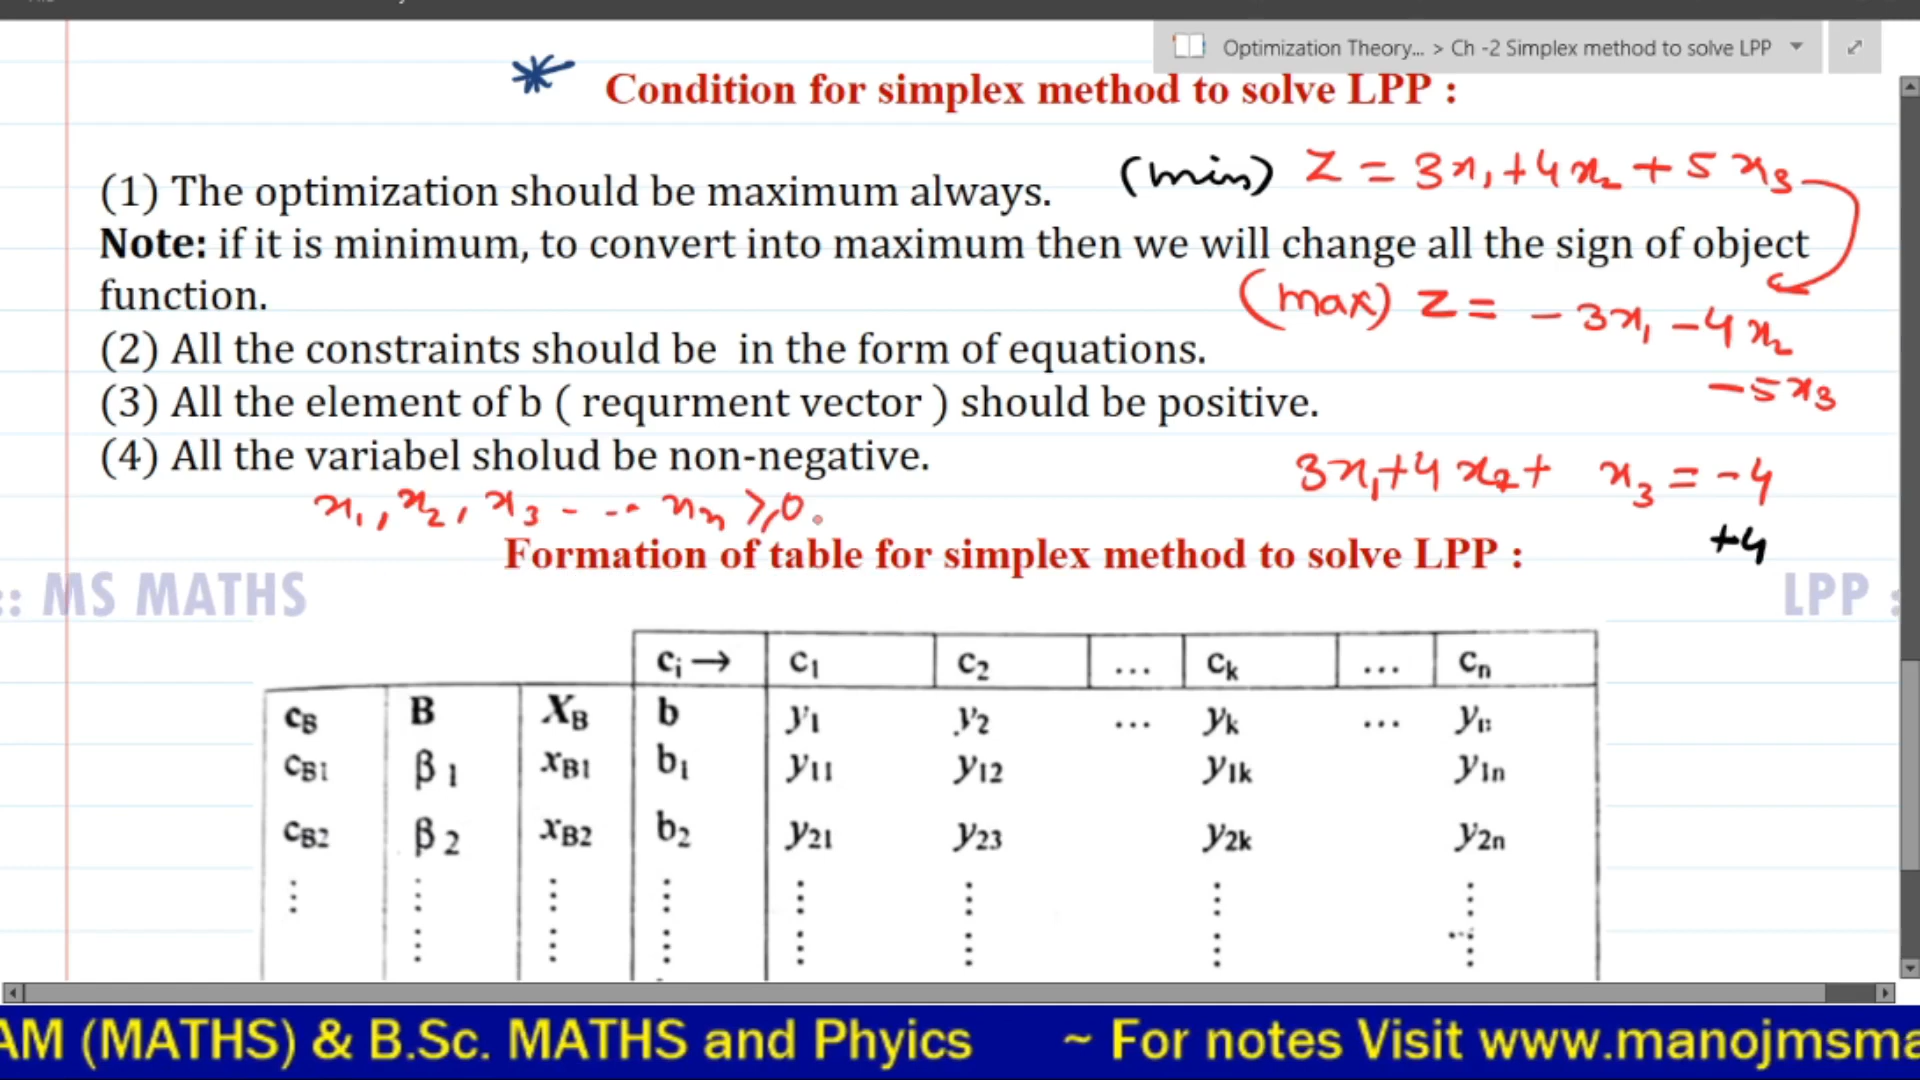 Optimization Theory... > Ch -2 Simplex method to solve LPP
Condition for simplex method to solve LPP :
(1) The optimization should be maximum always.
(min) Z = 3x₁ + 4x₂ + 5x₃
Note: if it is minimum, to convert into maximum then we will change all the sign of object
function.
(max) Z = - 3x₁ - 4x₂
- 5x₃
(2) All the constraints should be in the form of equations.
(3) All the element of b ( requrment vector ) should be positive.
(4) All the variabel sholud be non-negative.
3x₁ + 4x₂ + x₃ = -4
+4
x₁, x₂, x₃ - ... xₙ ≥ 0.
Formation of table for simplex method to solve LPP :
:: MS MATHS
LPP :
cⱼ → c₁ c₂ ... cₖ ... cₙ
c_B B X_B b y₁ y₂ ... yₖ ... yₙ
c_B1 β₁ x_B1 b₁ y₁₁ y₁₂ y₁ₖ y₁ₙ
c_B2 β₂ x_B2 b₂ y₂₁ y₂₃ y₂ₖ y₂ₙ
AM (MATHS) & B.Sc. MATHS and Phyics ~ For notes Visit www.manojmsma